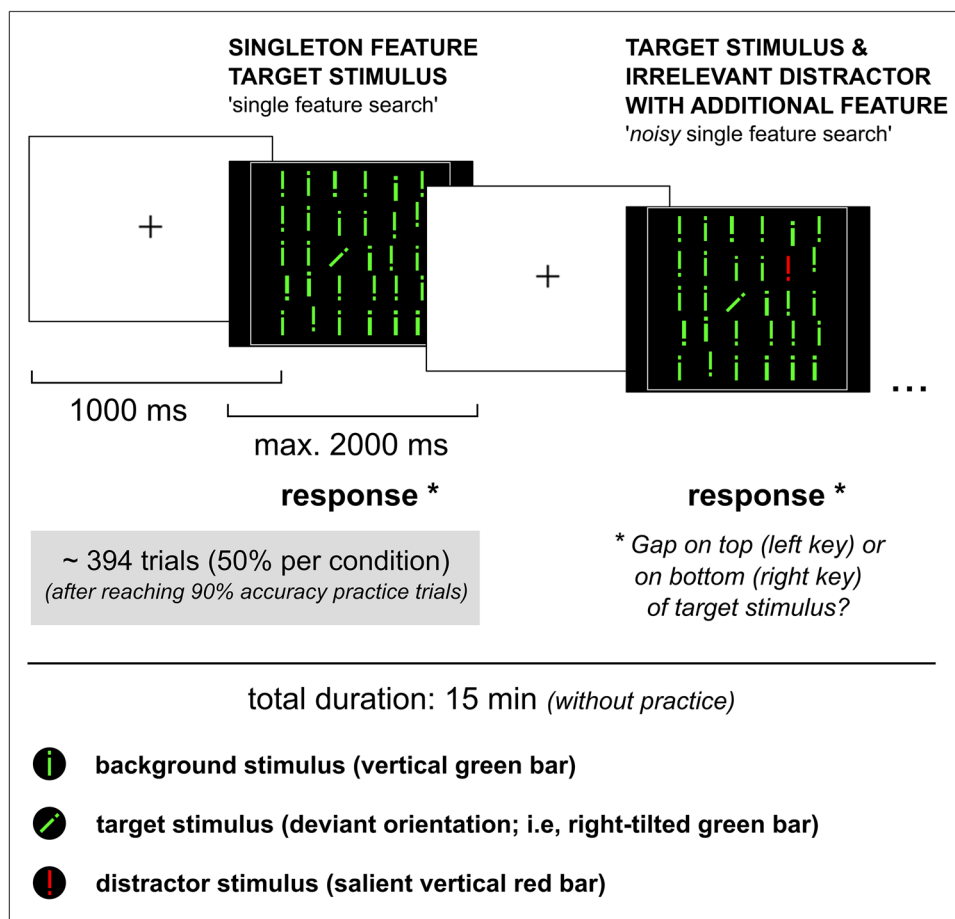 SINGLETON FEATURE
TARGET STIMULUS
'single feature search'
TARGET STIMULUS &
IRRELEVANT DISTRACTOR
WITH ADDITIONAL FEATURE
'noisy single feature search'
1000 ms
max. 2000 ms
...
response *
response *
~ 394 trials (50% per condition)
(after reaching 90% accuracy practice trials)
* Gap on top (left key) or
on bottom (right key)
of target stimulus?
total duration: 15 min (without practice)
background stimulus (vertical green bar)
target stimulus (deviant orientation; i.e, right-tilted green bar)
distractor stimulus (salient vertical red bar)